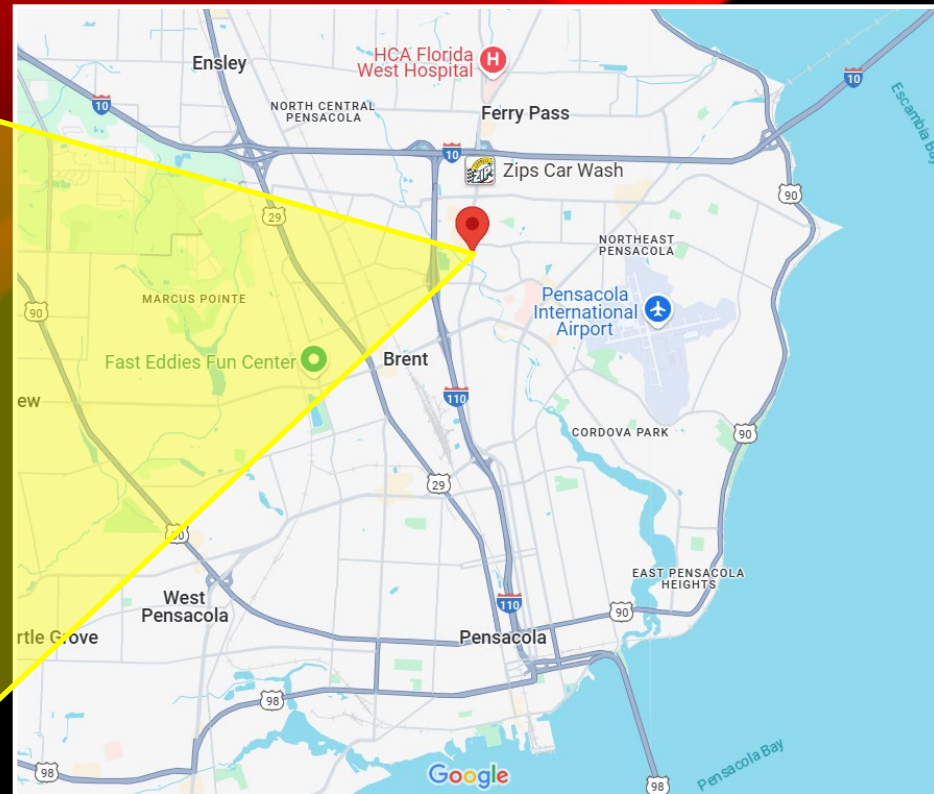 HCA Florida
West Hospital
H
Ensley
10
10
NORTH CENTRAL
PENSACOLA
Ferry Pass
Escambia Bay
10
Zips Car Wash
90
29
NORTHEAST
PENSACOLA
MARCUS POINTE
90
Pensacola
International
Airport
Fast Eddies Fun Center
Brent
ew
110
CORDOVA PARK
90
29
90
West
Pensacola
EAST PENSACOLA
HEIGHTS
110
90
rtle Grove
Pensacola
98
98
Google
Pensacola Bay
98